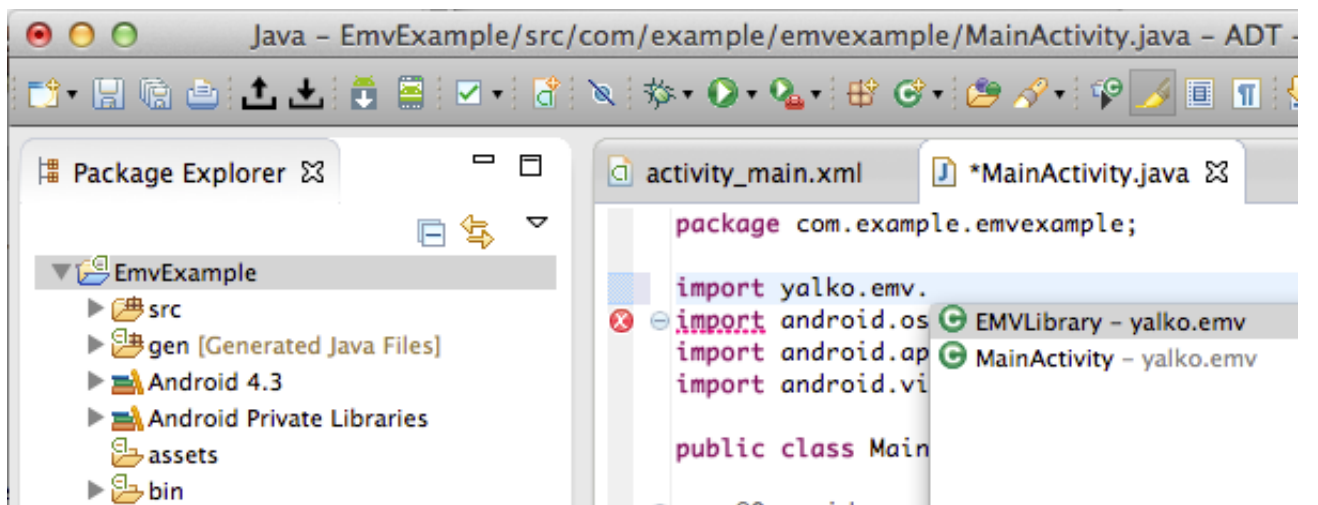 Java – EmvExample/src/com/example/emvexample/MainActivity.java – ADT –
Package Explorer
EmvExample
src
gen [Generated Java Files]
Android 4.3
Android Private Libraries
assets
bin
activity_main.xml
*MainActivity.java
package com.example.emvexample;
import yalko.emv.
import android.os
import android.ap
import android.vi
public class Main
EMVLibrary – yalko.emv
MainActivity – yalko.emv